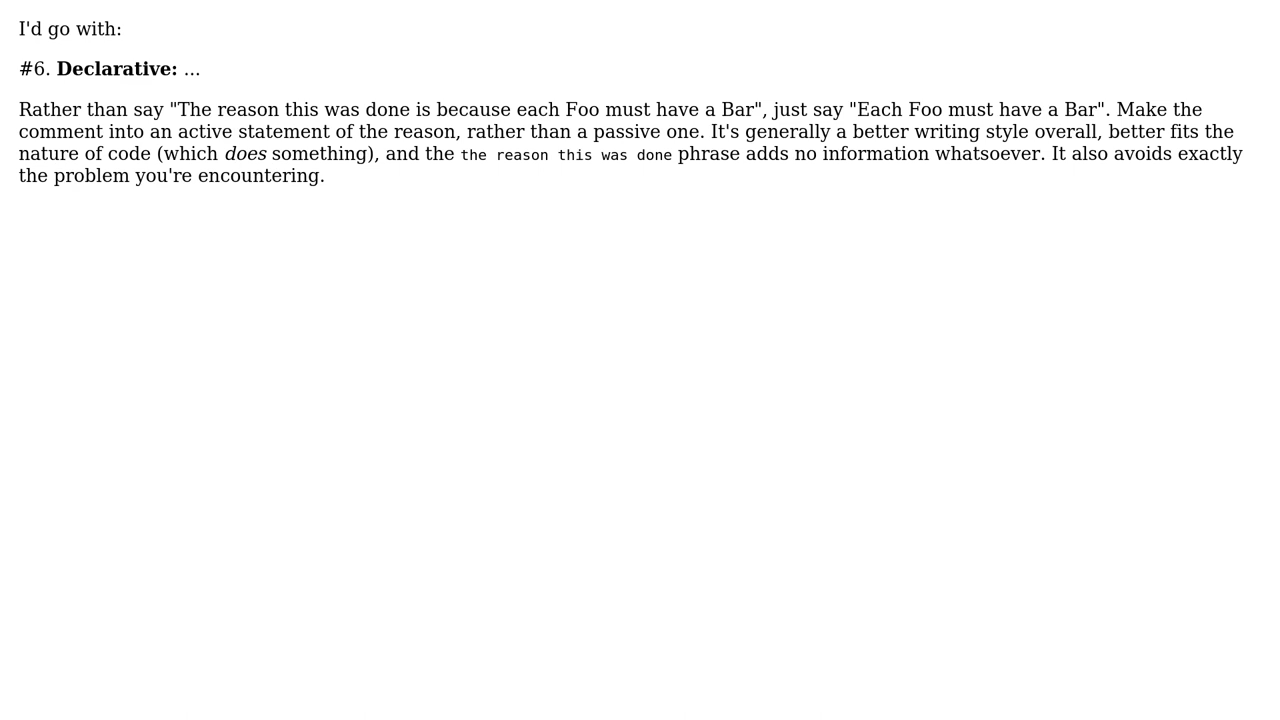 I'd go with:
#6. Declarative: ...
Rather than say "The reason this was done is because each Foo must have a Bar", just say "Each Foo must have a Bar". Make the
comment into an active statement of the reason, rather than a passive one. It's generally a better writing style overall, better fits the
nature of code (which does something), and the the reason this was done phrase adds no information whatsoever. It also avoids exactly
the problem you're encountering.